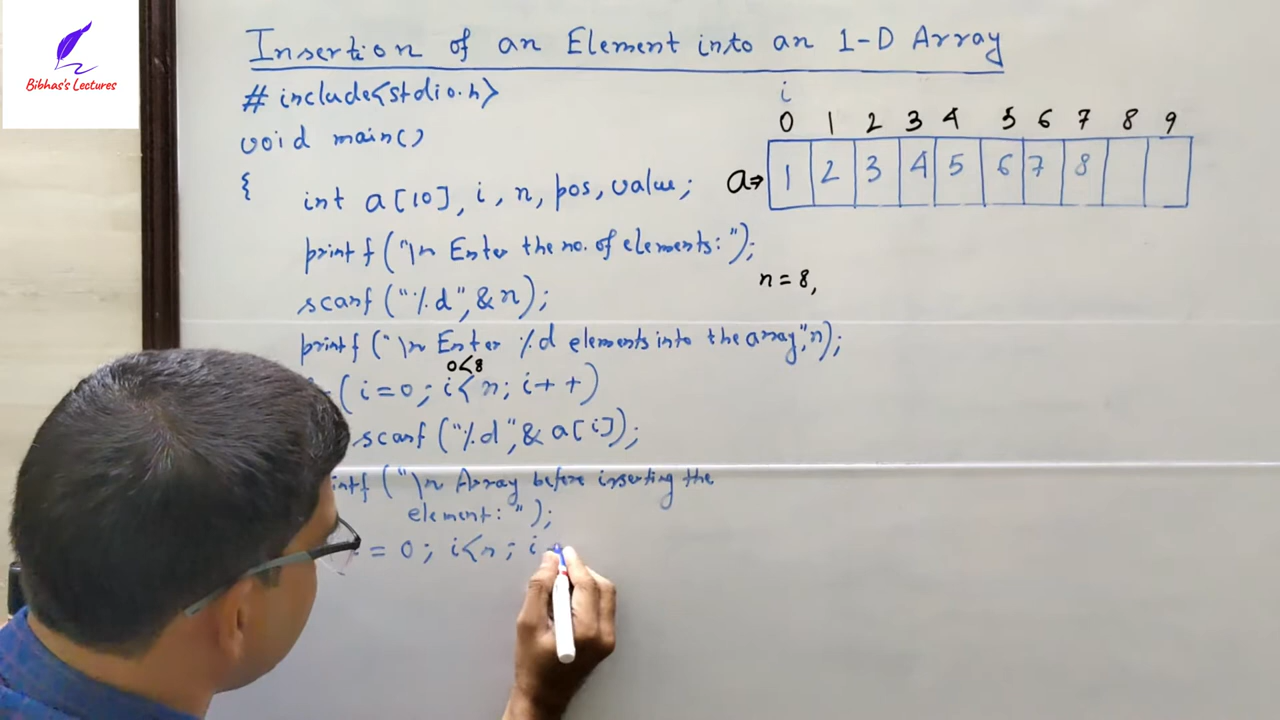 Bibhas's Lectures
Insertion of an Element into an 1-D Array
#include<stdio.h>
void main()
{
int a[10], i, n, pos, value;
printf("\n Enter the no. of elements:");
scanf("%d",&n);
printf("\n Enter %d elements into the array",n);
0<8
(i=0; i<n; i++)
scanf("%d",&a[i]);
intf("\n Array before inserting the
element: ");
= 0; i<n; i
i
0 1 2 3 4 5 6 7 8 9
a⇒ 1 2 3 4 5 6 7 8
n=8,